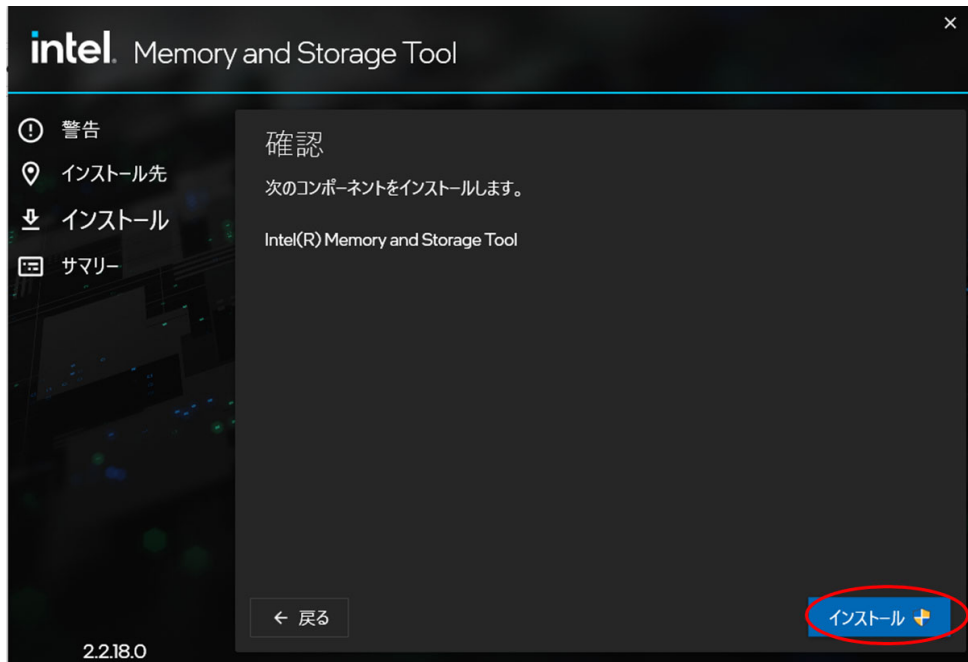 intel. Memory and Storage Tool
警告
インストール先
インストール
サマリー
確認
次のコンポーネントをインストールします。
Intel(R) Memory and Storage Tool
戻る
インストール
2.2.18.0